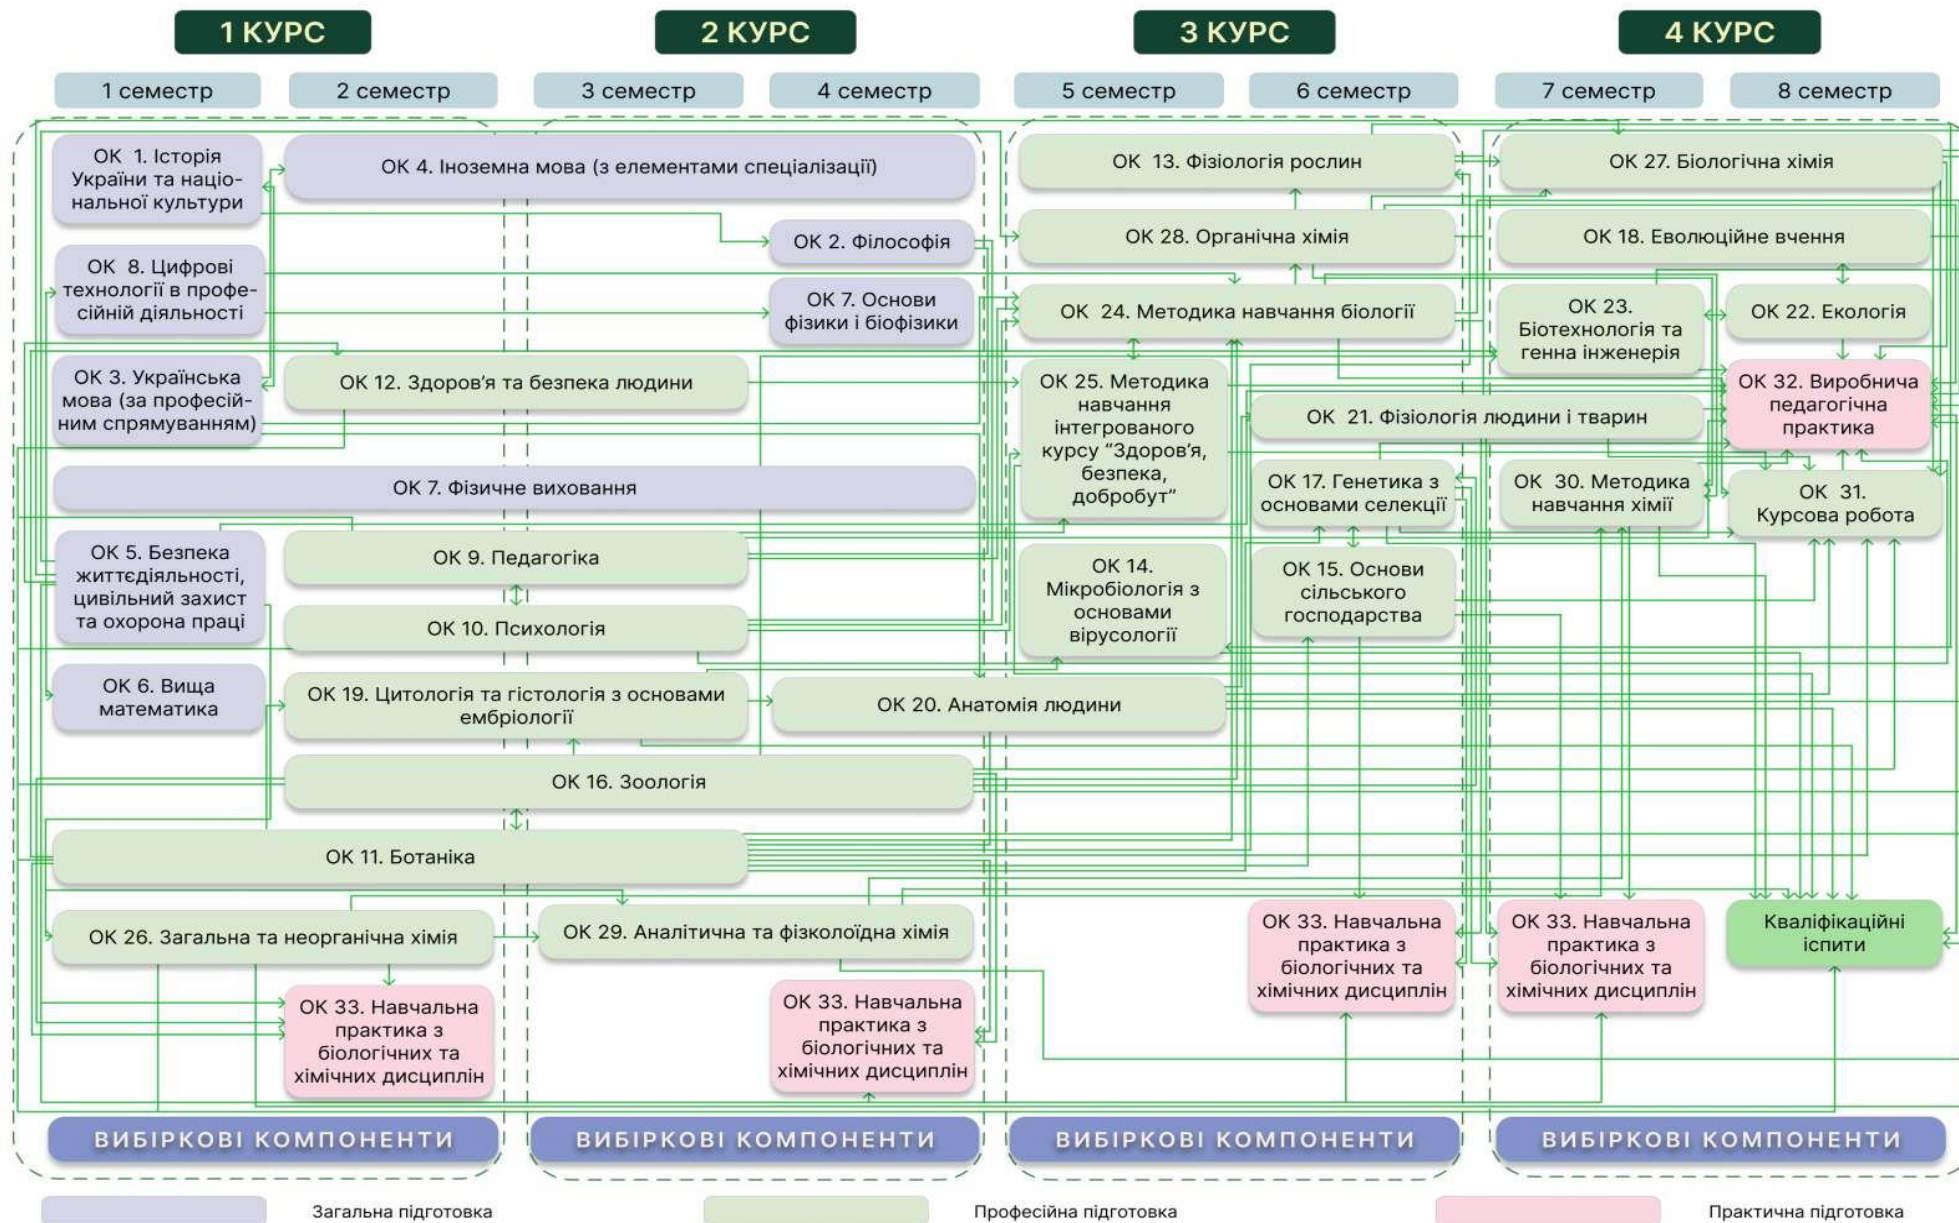 1 КУРС
2 КУРС
3 КУРС
4 КУРС
1 семестр
2 семестр
3 семестр
4 семестр
5 семестр
6 семестр
7 семестр
8 семестр
ОК 1. Історія
України та націо-
нальної культури
ОК 4. Іноземна мова (з елементами спеціалізації)
ОК 13. Фізіологія рослин
ОК 27. Біологічна хімія
ОК 2. Філософія
ОК 28. Органічна хімія
ОК 18. Еволюційне вчення
ОК 8. Цифрові
технології в профе-
сійній діяльності
ОК 7. Основи
фізики і біофізики
ОК 24. Методика навчання біології
ОК 23.
Біотехнологія та
генна інженерія
ОК 22. Екологія
ОК 3. Українська
мова (за професій-
ним спрямуванням)
ОК 12. Здоров'я та безпека людини
ОК 25. Методика
навчання
інтегрованого
курсу "Здоров'я,
безпека,
добробут"
ОК 21. Фізіологія людини і тварин
ОК 32. Виробнича
педагогічна
практика
ОК 7. Фізичне виховання
ОК 17. Генетика з
основами селекції
ОК 30. Методика
навчання хімії
ОК 31.
Курсова робота
ОК 5. Безпека
життєдіяльності,
цивільний захист
та охорона праці
ОК 9. Педагогіка
ОК 10. Психологія
ОК 14.
Мікробіологія з
основами
вірусології
ОК 15. Основи
сільського
господарства
ОК 6. Вища
математика
ОК 19. Цитологія та гістологія з основами
ембріології
ОК 20. Анатомія людини
ОК 16. Зоологія
ОК 11. Ботаніка
ОК 26. Загальна та неорганічна хімія
ОК 29. Аналітична та фізколоїдна хімія
ОК 33. Навчальна
практика з
біологічних та
хімічних дисциплін
ОК 33. Навчальна
практика з
біологічних та
хімічних дисциплін
Кваліфікаційні
іспити
ОК 33. Навчальна
практика з
біологічних та
хімічних дисциплін
ОК 33. Навчальна
практика з
біологічних та
хімічних дисциплін
ВИБІРКОВІ КОМПОНЕНТИ
ВИБІРКОВІ КОМПОНЕНТИ
ВИБІРКОВІ КОМПОНЕНТИ
ВИБІРКОВІ КОМПОНЕНТИ
Загальна підготовка
Професійна підготовка
Практична підготовка